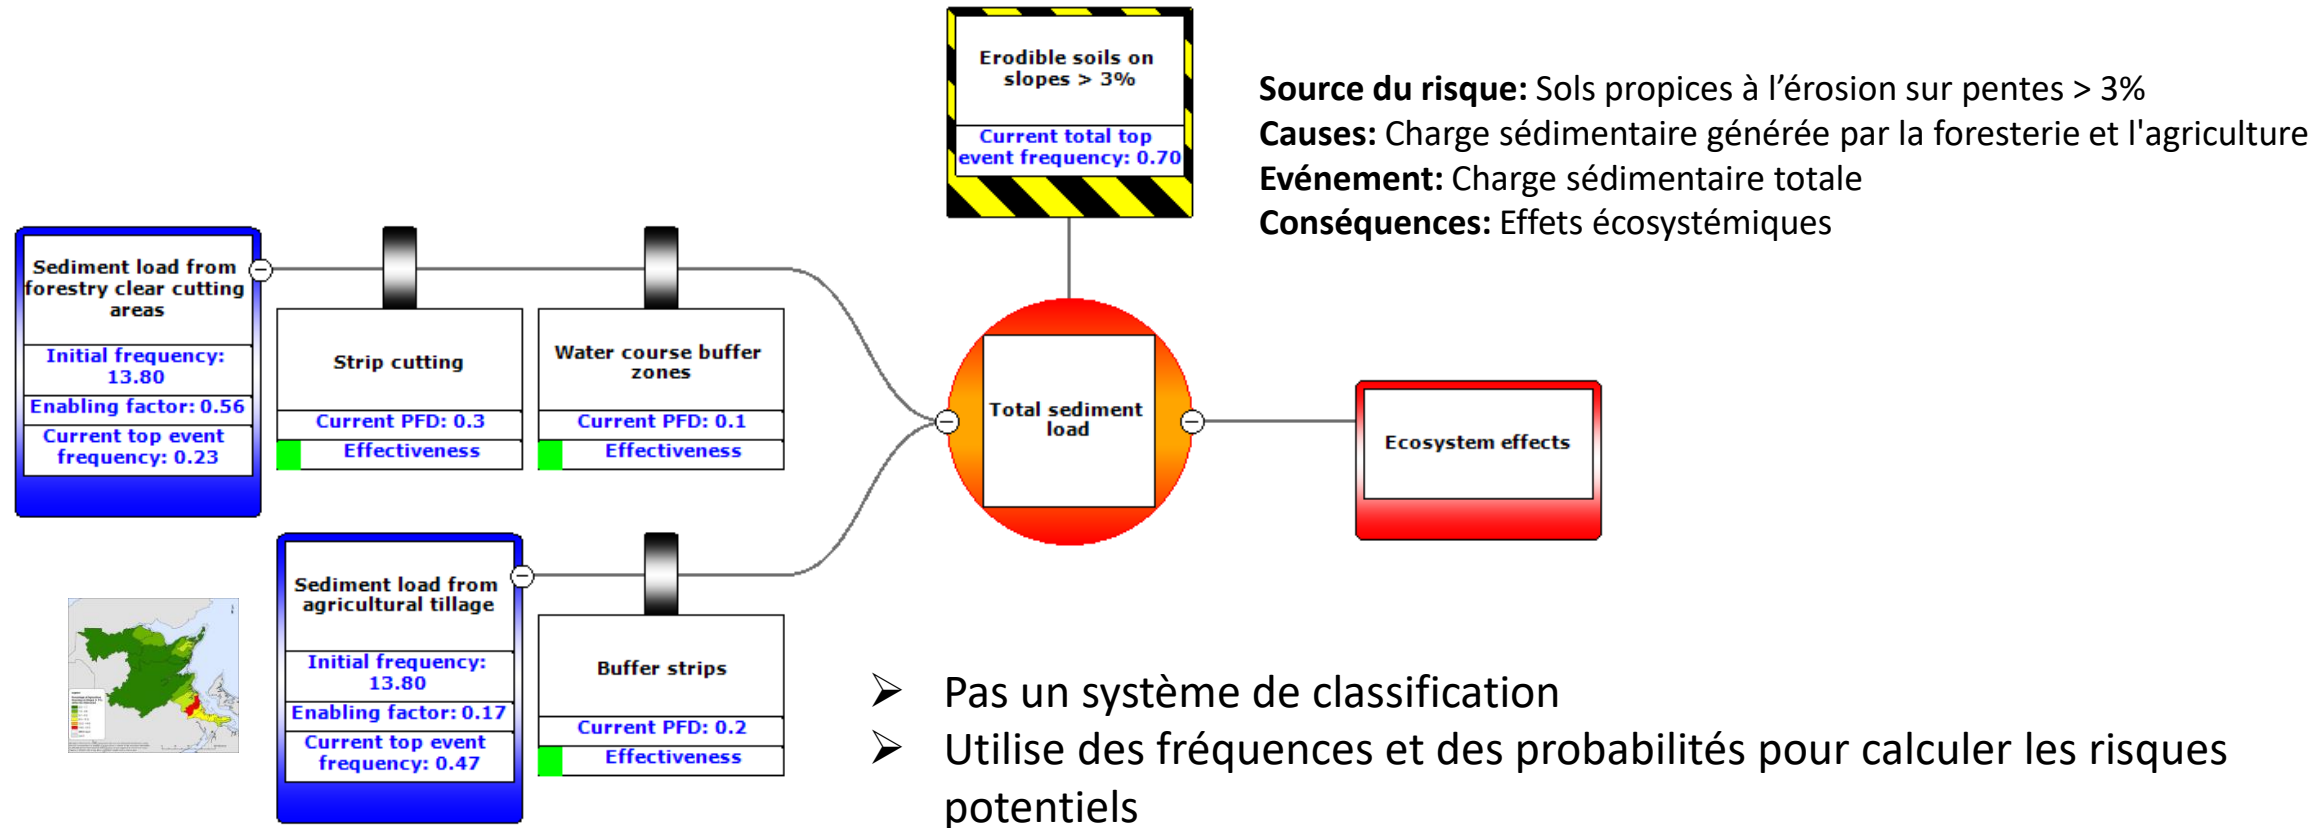 Erodible soils on
slopes > 3%
Current total top
event frequency: 0.70
Source du risque: Sols propices à l’érosion sur pentes > 3%
Causes: Charge sédimentaire générée par la foresterie et l'agriculture
Evénement: Charge sédimentaire totale
Conséquences: Effets écosystémiques
Sediment load from
forestry clear cutting
areas
Initial frequency:
13.80
Enabling factor: 0.56
Current top event
frequency: 0.23
Strip cutting
Current PFD: 0.3
Effectiveness
Water course buffer
zones
Current PFD: 0.1
Effectiveness
Total sediment
load
Ecosystem effects
Sediment load from
agricultural tillage
Initial frequency:
13.80
Enabling factor: 0.17
Current top event
frequency: 0.47
Buffer strips
Current PFD: 0.2
Effectiveness
➢ Pas un système de classification
➢ Utilise des fréquences et des probabilités pour calculer les risques
potentiels